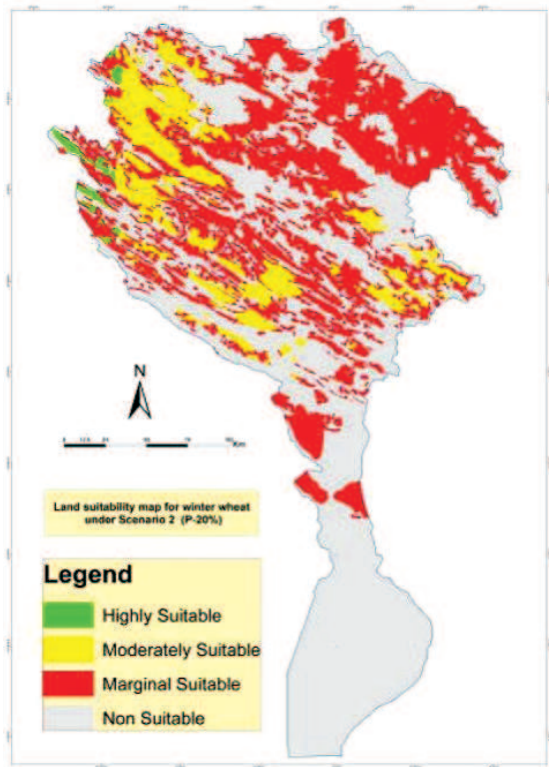 N
Km
Land suitability map for winter wheat
under Scenario 2 (P-20%)
Legend
Highly Suitable
Moderately Suitable
Marginal Suitable
Non Suitable